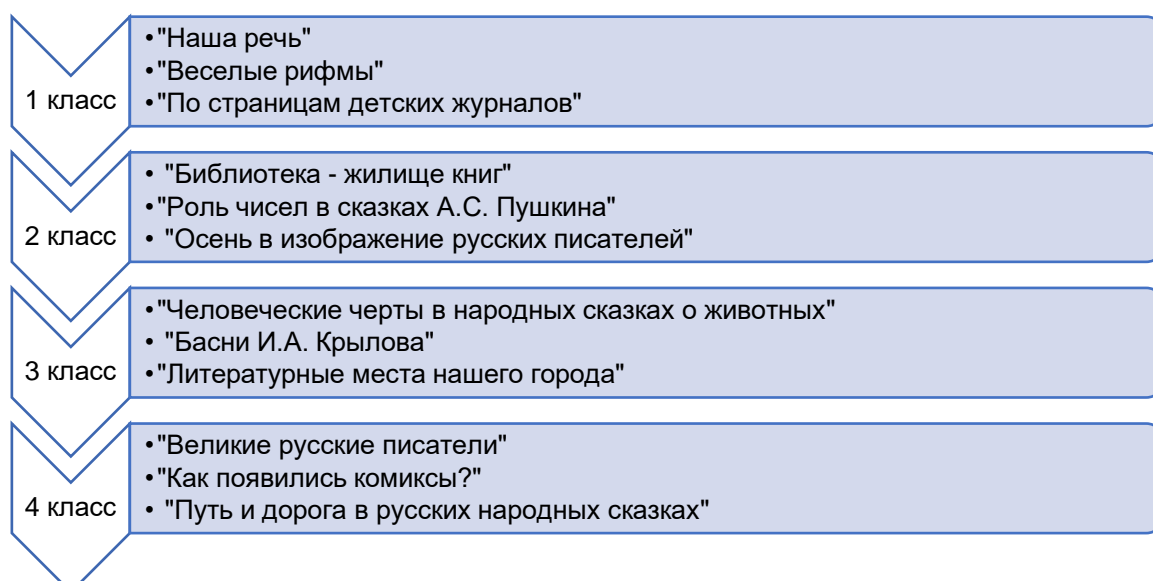 1 класс
•"Наша речь"
•"Веселые рифмы"
•"По страницам детских журналов"
2 класс
• "Библиотека - жилище книг"
•"Роль чисел в сказках А.С. Пушкина"
• "Осень в изображение русских писателей"
3 класс
•"Человеческие черты в народных сказках о животных"
• "Басни И.А. Крылова"
•"Литературные места нашего города"
4 класс
•"Великие русские писатели"
•"Как появились комиксы?"
• "Путь и дорога в русских народных сказках"